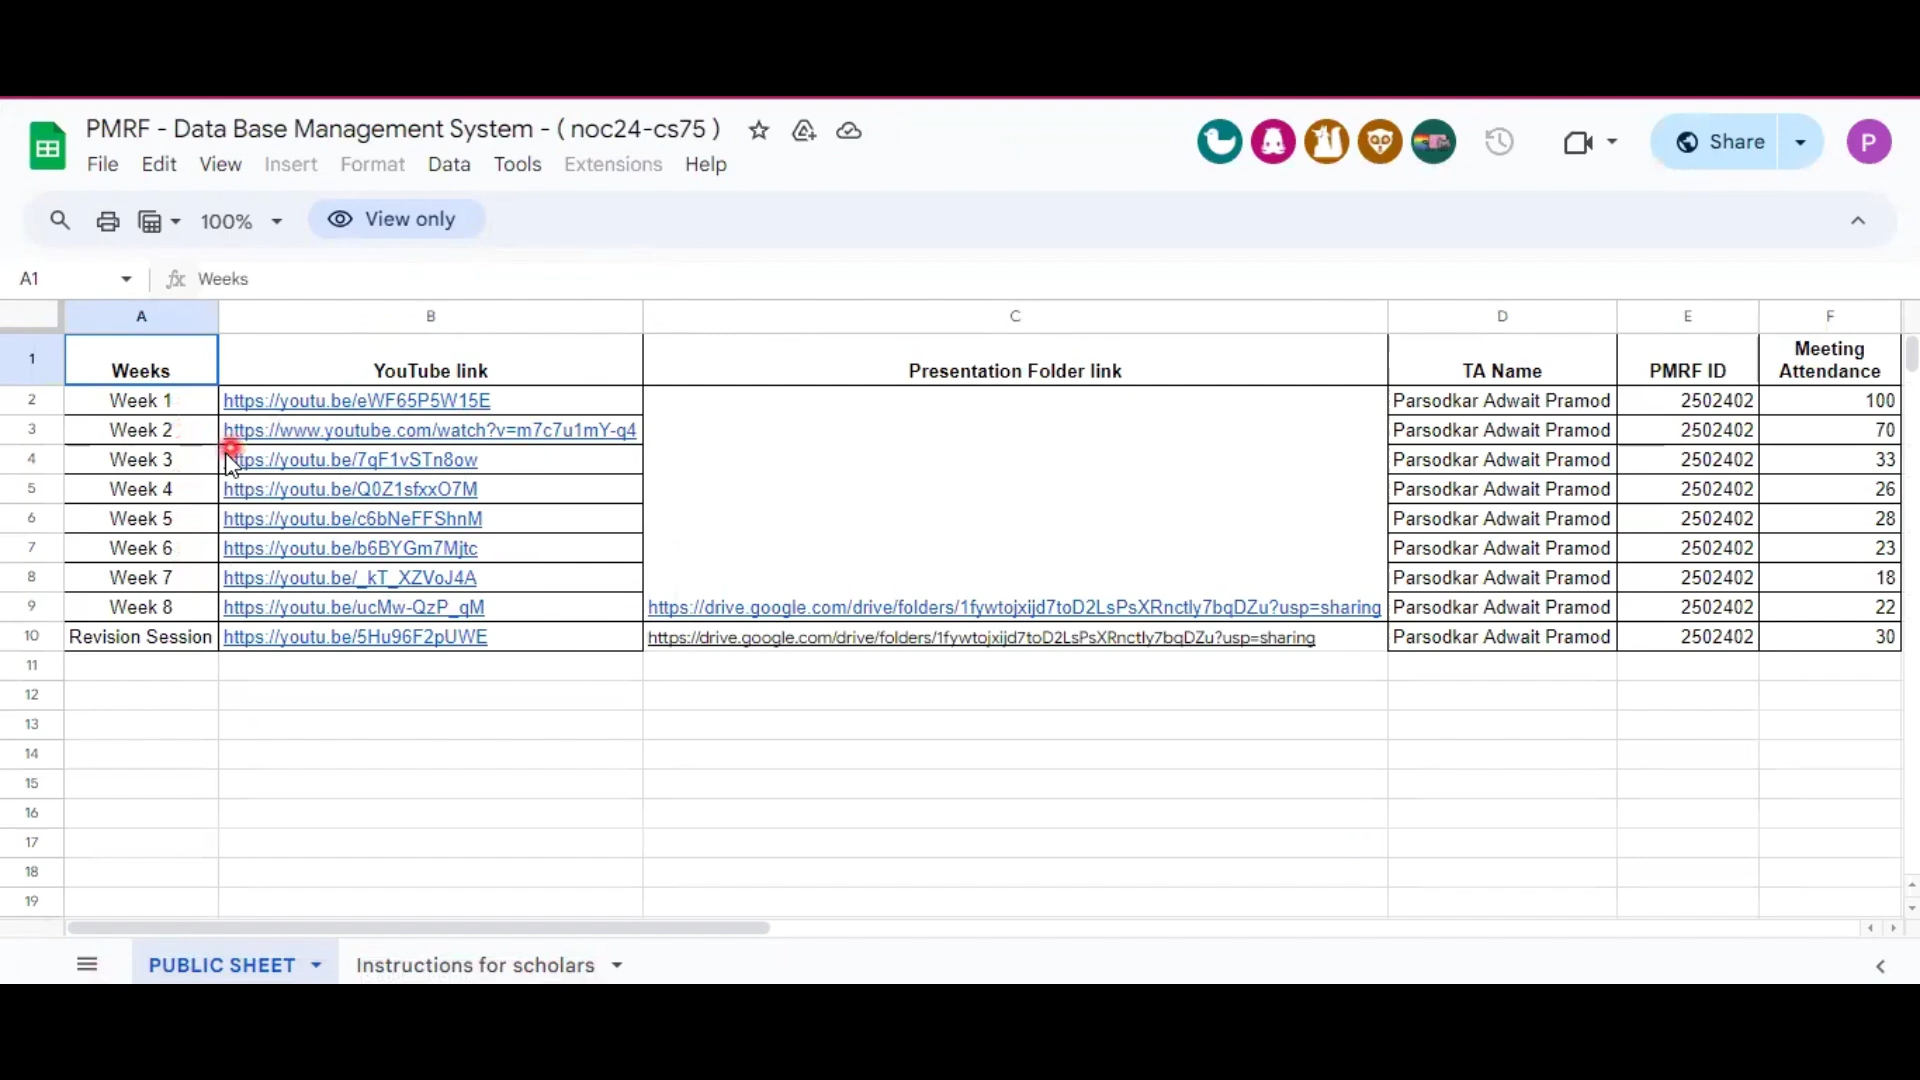 PMRF - Data Base Management System - ( noc24-cs75 )
Share
P
File Edit View Insert Format Data Tools Extensions Help
100% View only
A1 fx Weeks
A B C D E F
1 Weeks YouTube link Presentation Folder link TA Name PMRF ID Meeting Attendance
2 Week 1 https://youtu.be/eWF65P5W15E Parsodkar Adwait Pramod 2502402 100
3 Week 2 https://www.youtube.com/watch?v=m7c7u1mY-q4 Parsodkar Adwait Pramod 2502402 70
4 Week 3 https://youtu.be/7qF1vSTn8ow Parsodkar Adwait Pramod 2502402 33
5 Week 4 https://youtu.be/Q0Z1sfxxO7M Parsodkar Adwait Pramod 2502402 26
6 Week 5 https://youtu.be/c6bNeFFShnM Parsodkar Adwait Pramod 2502402 28
7 Week 6 https://youtu.be/b6BYGm7Mjtc Parsodkar Adwait Pramod 2502402 23
8 Week 7 https://youtu.be/_kT_XZVoJ4A Parsodkar Adwait Pramod 2502402 18
9 Week 8 https://youtu.be/ucMw-QzP_qM https://drive.google.com/drive/folders/1fywtojxijd7toD2LsPsXRnctly7bqDZu?usp=sharing Parsodkar Adwait Pramod 2502402 22
10 Revision Session https://youtu.be/5Hu96F2pUWE https://drive.google.com/drive/folders/1fywtojxijd7toD2LsPsXRnctly7bqDZu?usp=sharing Parsodkar Adwait Pramod 2502402 30
11
12
13
14
15
16
17
18
19
PUBLIC SHEET Instructions for scholars